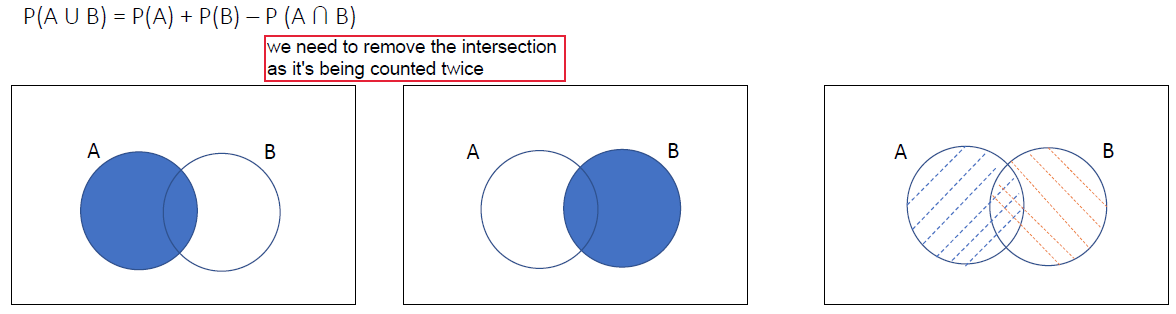 P(A U B) = P(A) + P(B) – P (A ∩ B)
we need to remove the intersection
as it's being counted twice
A B
A B
A B